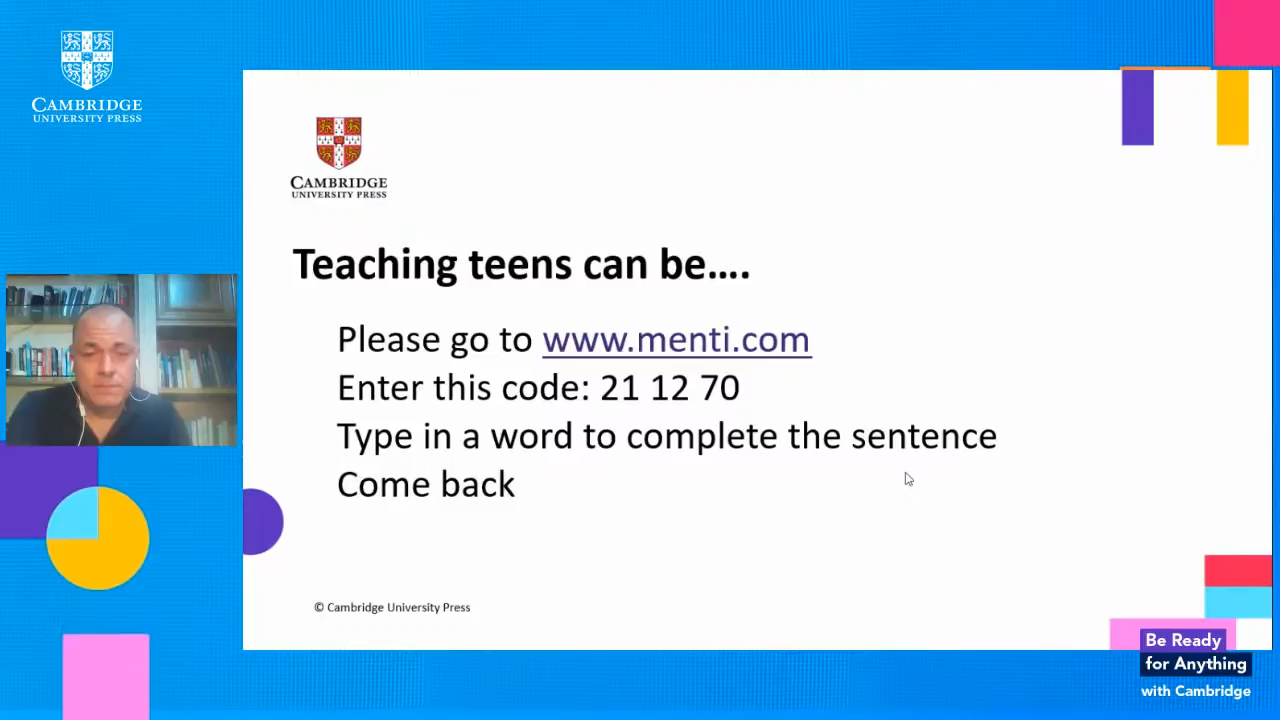 CAMBRIDGE
UNIVERSITY PRESS
CAMBRIDGE
UNIVERSITY PRESS
Teaching teens can be....
Please go to www.menti.com
Enter this code: 21 12 70
Type in a word to complete the sentence
Come back
© Cambridge University Press
Be Ready
for Anything
with Cambridge